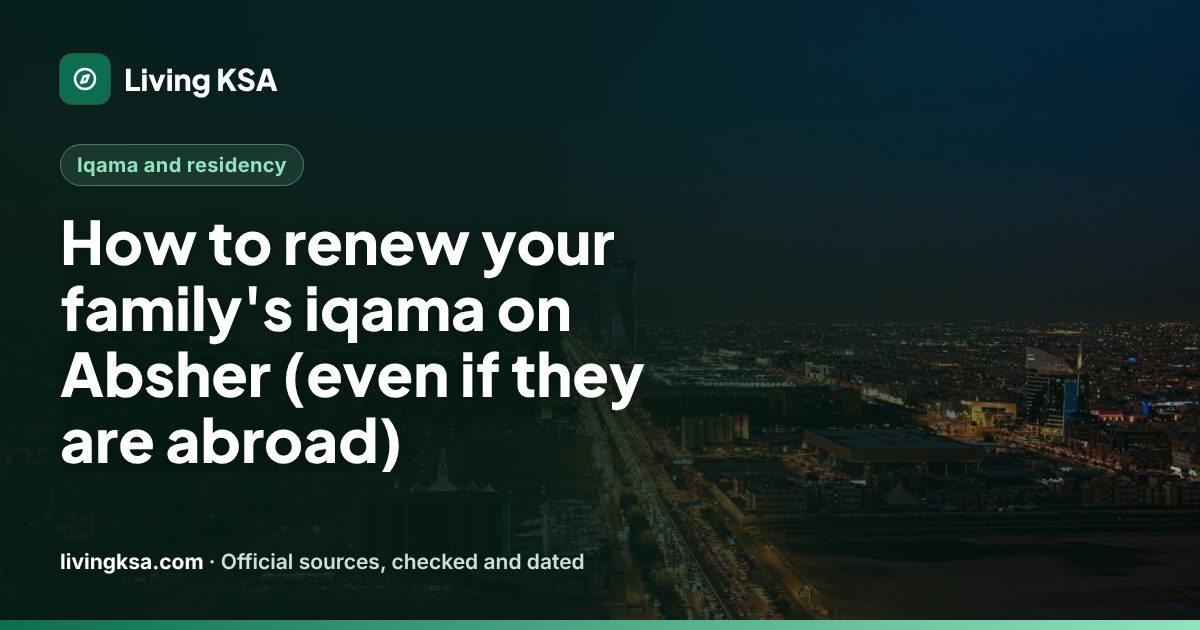 Living KSA
Iqama and residency
How to renew your
family's iqama on
Absher (even if they
are abroad)
livingksa.com · Official sources, checked and dated